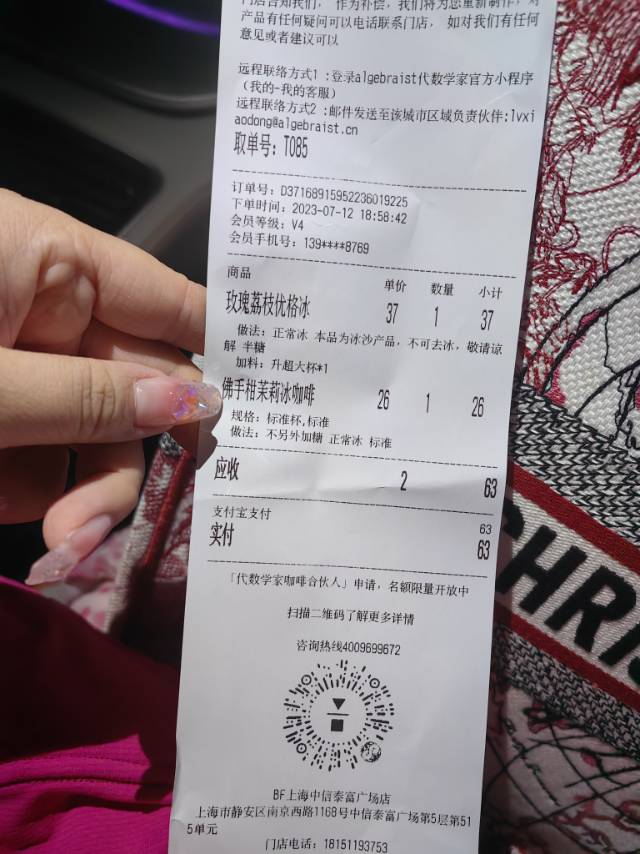 门店告知我们，作为补偿，我们将为您重新制作，对
产品有任何疑问可以电话联系门店，如对我们有任何
意见或者建议可以
远程联络方式1 :登录algebraist代数学家官方小程序
（我的-我的客服）
远程联络方式2 :邮件发送至该城市区域负责伙伴:lvxi
aodong@algebraist.cn
取单号: T085
订单号: D37168915952236019225
下单时间: 2023-07-12 18:58:42
会员等级: V4
会员手机号: 139****8769
商品 单价 数量 小计
玫瑰荔枝优格冰 37 1 37
做法: 正常冰 本品为冰沙产品，不可去冰，敬请谅
解 半糖
加料: 升超大杯*1
佛手柑茉莉冰咖啡 26 1 26
规格: 标准杯,标准
做法: 不另外加糖 正常冰 标准
应收 2 63
支付宝支付 63
实付 63
「代数学家咖啡合伙人」申请，名额限量开放中
扫描二维码了解更多详情
咨询热线4009699672
BF上海中信泰富广场店
上海市静安区南京西路1168号中信泰富广场第5层第51
5单元
门店电话: 18151193753
CHRIS